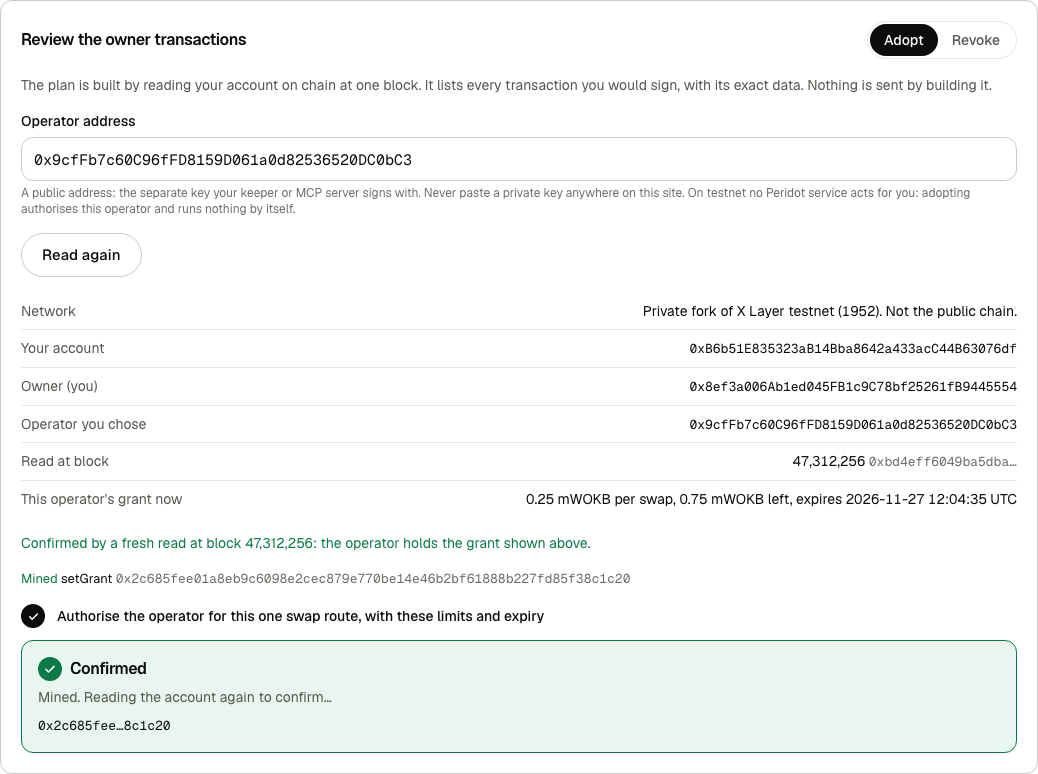 Review the owner transactions
Adopt
Revoke
The plan is built by reading your account on chain at one block. It lists every transaction you would sign, with its exact data. Nothing is sent by building it.
Operator address
0x9cfFb7c60C96fFD8159D061a0d82536520DC0bC3
A public address: the separate key your keeper or MCP server signs with. Never paste a private key anywhere on this site. On testnet no Peridot service acts for you: adopting
authorises this operator and runs nothing by itself.
Read again
Network Private fork of X Layer testnet (1952). Not the public chain.
Your account 0xB6b51E835323aB14Bba8642a433acC44B63076df
Owner (you) 0x8ef3a006Ab1ed045FB1c9C78bf25261fB9445554
Operator you chose 0x9cfFb7c60C96fFD8159D061a0d82536520DC0bC3
Read at block 47,312,256 0xbd4eff6049ba5dba…
This operator's grant now 0.25 mWOKB per swap, 0.75 mWOKB left, expires 2026-11-27 12:04:35 UTC
Confirmed by a fresh read at block 47,312,256: the operator holds the grant shown above.
Mined setGrant 0x2c685fee01a8eb9c6098e2cec879e770be14e46b2bf61888b227fd85f38c1c20
Authorise the operator for this one swap route, with these limits and expiry
Confirmed
Mined. Reading the account again to confirm…
0x2c685fee…8c1c20